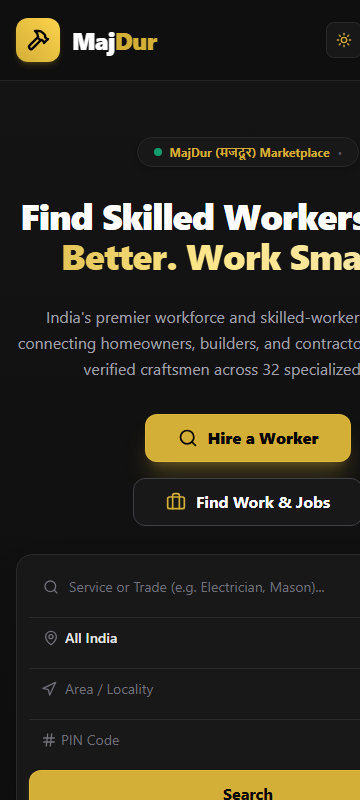 MajDur
MajDur (मजदूर) Marketplace •
Find Skilled Workers
Better. Work Sma
India's premier workforce and skilled-worker
connecting homeowners, builders, and contracto
verified craftsmen across 32 specialized
Hire a Worker
Find Work & Jobs
Service or Trade (e.g. Electrician, Mason)...
All India
Area / Locality
PIN Code
Search